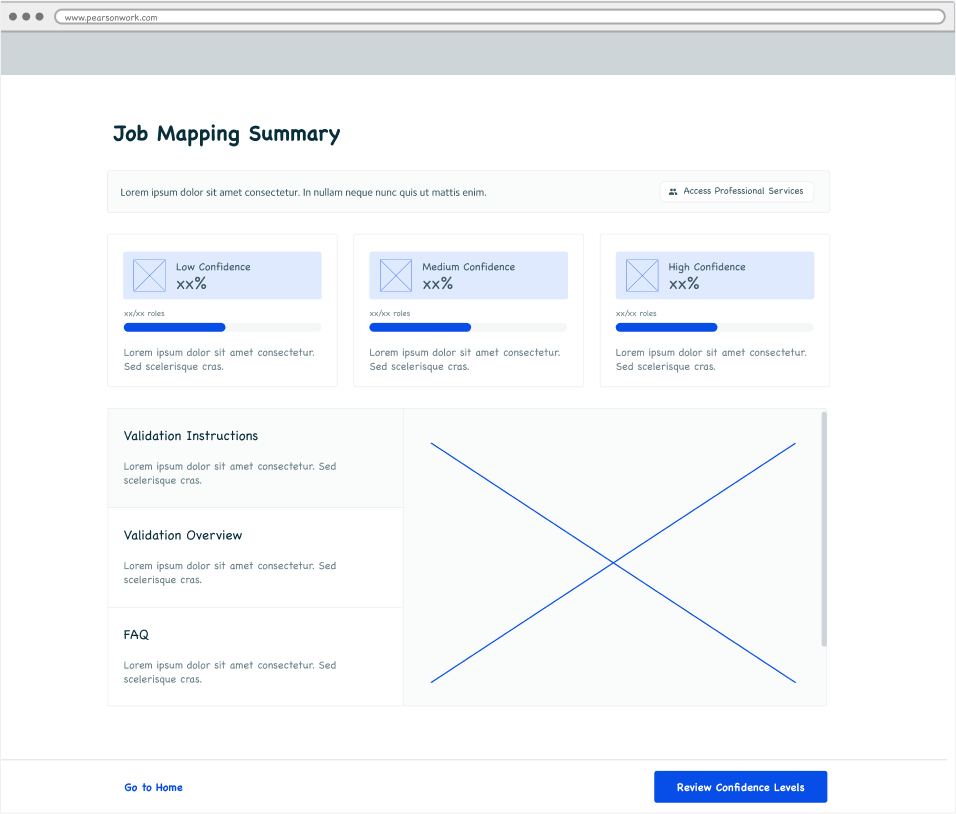 www.pearsonwork.com
Job Mapping Summary
Lorem ipsum dolor sit amet consectetur. In nullam neque nunc quis ut mattis enim.
Access Professional Services
Low Confidence
xx%
xx/xx roles
Lorem ipsum dolor sit amet consectetur.
Sed scelerisque cras.
Medium Confidence
xx%
xx/xx roles
Lorem ipsum dolor sit amet consectetur.
Sed scelerisque cras.
High Confidence
xx%
xx/xx roles
Lorem ipsum dolor sit amet consectetur.
Sed scelerisque cras.
Validation Instructions
Lorem ipsum dolor sit amet consectetur. Sed
scelerisque cras.
Validation Overview
Lorem ipsum dolor sit amet consectetur. Sed
scelerisque cras.
FAQ
Lorem ipsum dolor sit amet consectetur. Sed
scelerisque cras.
Go to Home
Review Confidence Levels